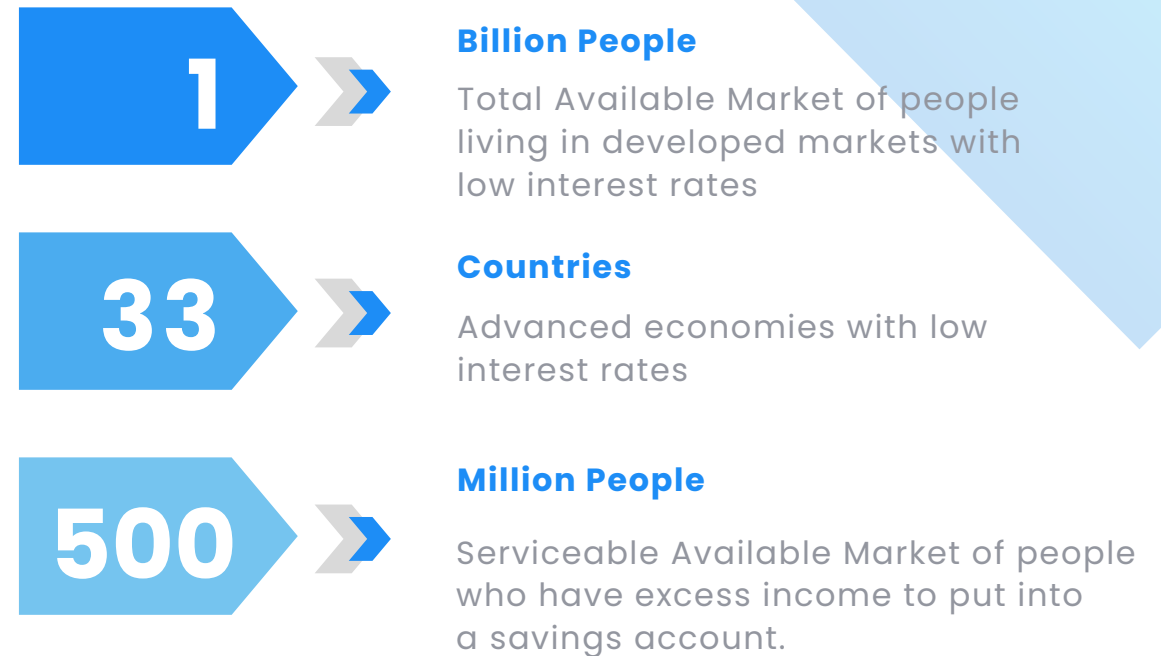 1
Billion People
Total Available Market of people
living in developed markets with
low interest rates
33
Countries
Advanced economies with low
interest rates
500
Million People
Serviceable Available Market of people
who have excess income to put into
a savings account.